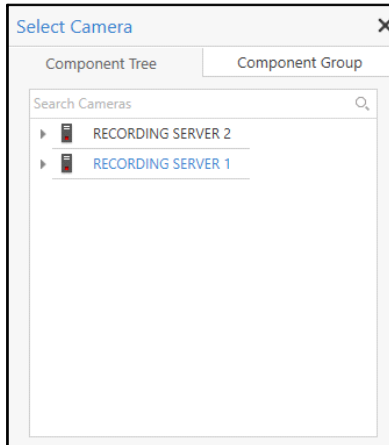 Select Camera
Component Tree
Component Group
Search Cameras
RECORDING SERVER 2
RECORDING SERVER 1